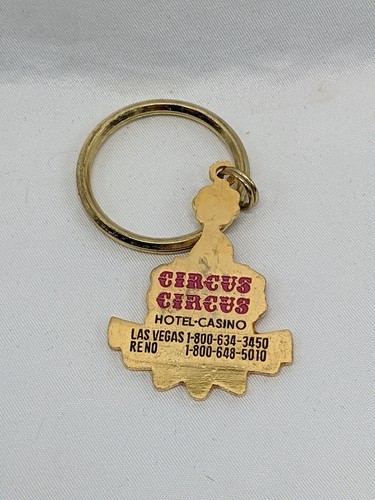 CIRCUS
CIRCUS
HOTEL-CASINO
LAS VEGAS 1-800-634-3450
RENO 1-800-648-5010